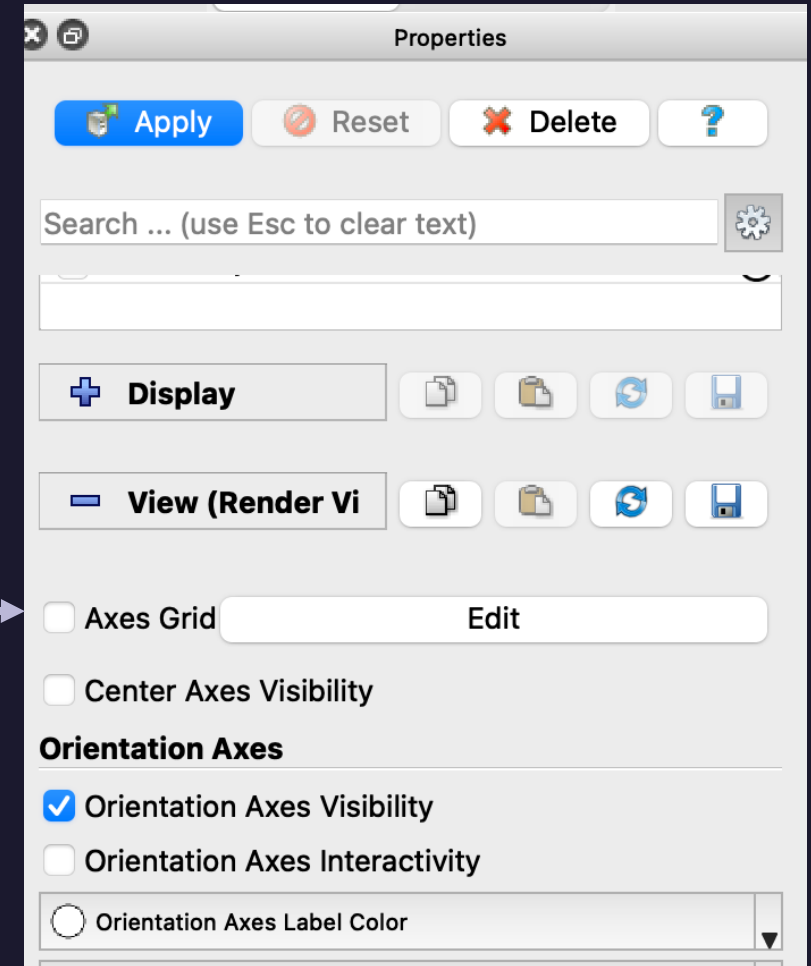 Properties
Apply Reset Delete ?
Search ... (use Esc to clear text)
Display
View (Render Vi
Axes Grid Edit
Center Axes Visibility
Orientation Axes
Orientation Axes Visibility
Orientation Axes Interactivity
Orientation Axes Label Color